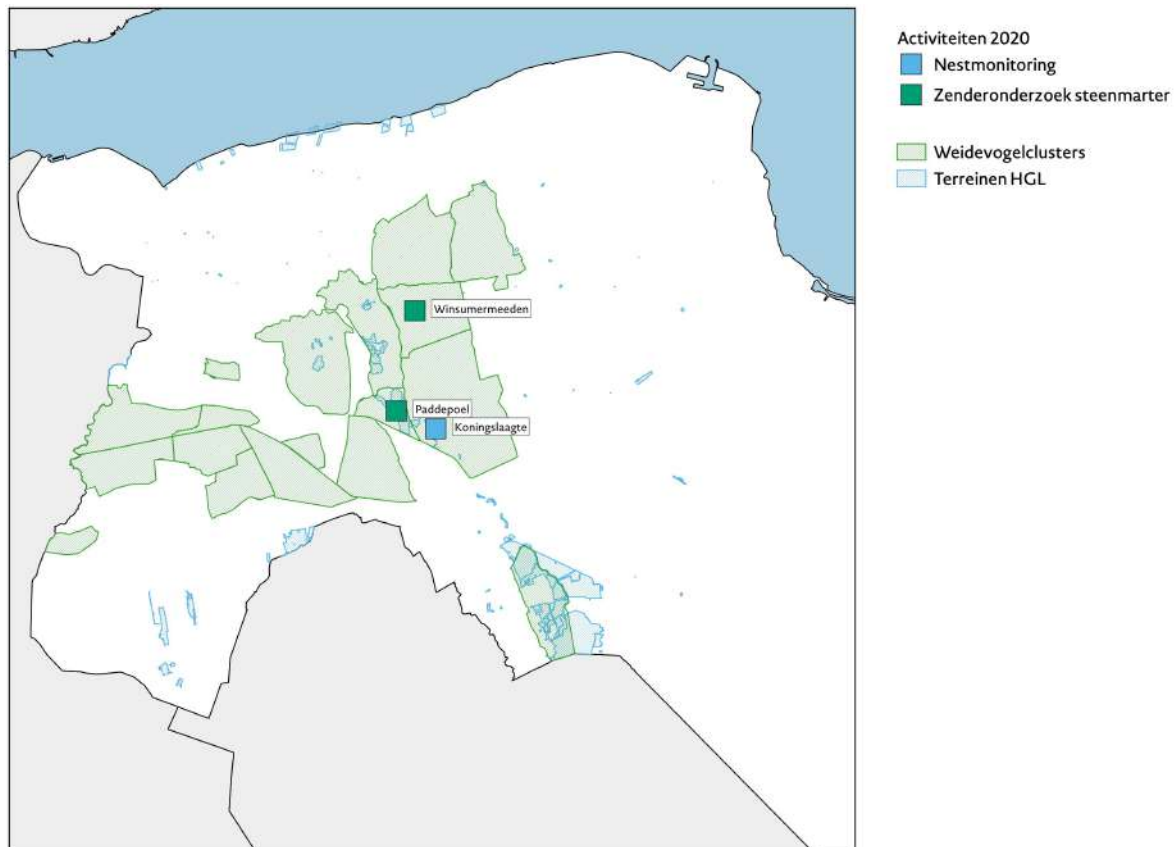 Activiteiten 2020
Nestmonitoring
Zenderonderzoek steenmarter
Weidevogelclusters
Terreinen HGL
Winsumermeeden
Paddepoel
Koningslaagte